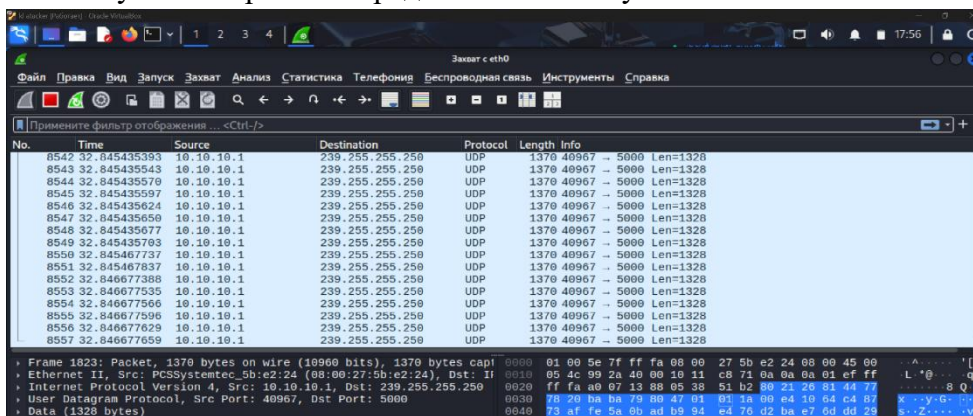 kl attacker [Работает] - Oracle VirtualBox
1 2 3 4
17:56
Захват с eth0
Файл Правка Вид Запуск Захват Анализ Статистика Телефония Беспроводная связь Инструменты Справка
Примените фильтр отображения ... <Ctrl-/>
No. Time Source Destination Protocol Length Info
8542 32.845435393 10.10.10.1 239.255.255.250 UDP 1370 40967 → 5000 Len=1328
8543 32.845435543 10.10.10.1 239.255.255.250 UDP 1370 40967 → 5000 Len=1328
8544 32.845435570 10.10.10.1 239.255.255.250 UDP 1370 40967 → 5000 Len=1328
8545 32.845435597 10.10.10.1 239.255.255.250 UDP 1370 40967 → 5000 Len=1328
8546 32.845435624 10.10.10.1 239.255.255.250 UDP 1370 40967 → 5000 Len=1328
8547 32.845435650 10.10.10.1 239.255.255.250 UDP 1370 40967 → 5000 Len=1328
8548 32.845435677 10.10.10.1 239.255.255.250 UDP 1370 40967 → 5000 Len=1328
8549 32.845435703 10.10.10.1 239.255.255.250 UDP 1370 40967 → 5000 Len=1328
8550 32.845467737 10.10.10.1 239.255.255.250 UDP 1370 40967 → 5000 Len=1328
8551 32.845467837 10.10.10.1 239.255.255.250 UDP 1370 40967 → 5000 Len=1328
8552 32.846677388 10.10.10.1 239.255.255.250 UDP 1370 40967 → 5000 Len=1328
8553 32.846677535 10.10.10.1 239.255.255.250 UDP 1370 40967 → 5000 Len=1328
8554 32.846677566 10.10.10.1 239.255.255.250 UDP 1370 40967 → 5000 Len=1328
8555 32.846677596 10.10.10.1 239.255.255.250 UDP 1370 40967 → 5000 Len=1328
8556 32.846677629 10.10.10.1 239.255.255.250 UDP 1370 40967 → 5000 Len=1328
8557 32.846677659 10.10.10.1 239.255.255.250 UDP 1370 40967 → 5000 Len=1328
Frame 1823: Packet, 1370 bytes on wire (10960 bits), 1370 bytes capt 0000 01 00 5e 7f ff fa 08 00 27 5b e2 24 08 00 45 00
Ethernet II, Src: PCSSystemtec_5b:e2:24 (08:00:27:5b:e2:24), Dst: IP 0010 05 4c 99 2a 40 00 10 11 c8 71 0a 0a 0a 01 ef ff
Internet Protocol Version 4, Src: 10.10.10.1, Dst: 239.255.255.250 0020 ff fa a0 07 13 88 05 38 51 b2 80 21 26 81 44 77
User Datagram Protocol, Src Port: 40967, Dst Port: 5000 0030 78 20 ba ba 79 80 47 01 01 1a 00 e4 10 64 c4 87
Data (1328 bytes) 0040 73 af fe 5a 0b ad b9 94 e4 76 d2 ba e7 6d dd 29